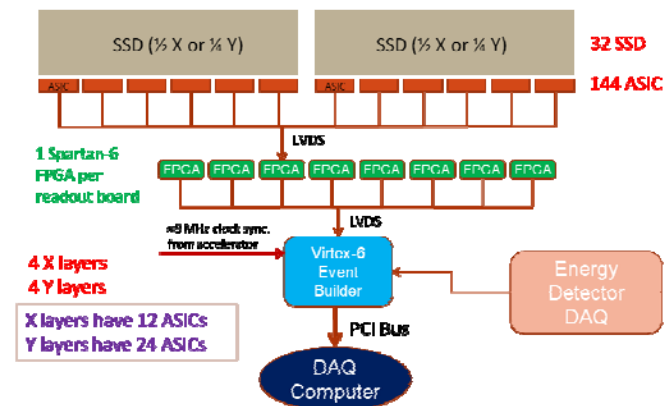 SSD (½ X or ¼ Y)
SSD (½ X or ¼ Y)
32 SSD
ASIC
ASIC
144 ASIC
LVDS
1 Spartan-6
FPGA per
readout board
FPGA FPGA FPGA FPGA FPGA FPGA FPGA FPGA
LVDS
≈9 MHz clock sync.
from accelerator
Virtex-6
Event
Builder
4 X layers
4 Y layers
Energy
Detector
DAQ
X layers have 12 ASICs
Y layers have 24 ASICs
PCI Bus
DAQ
Computer